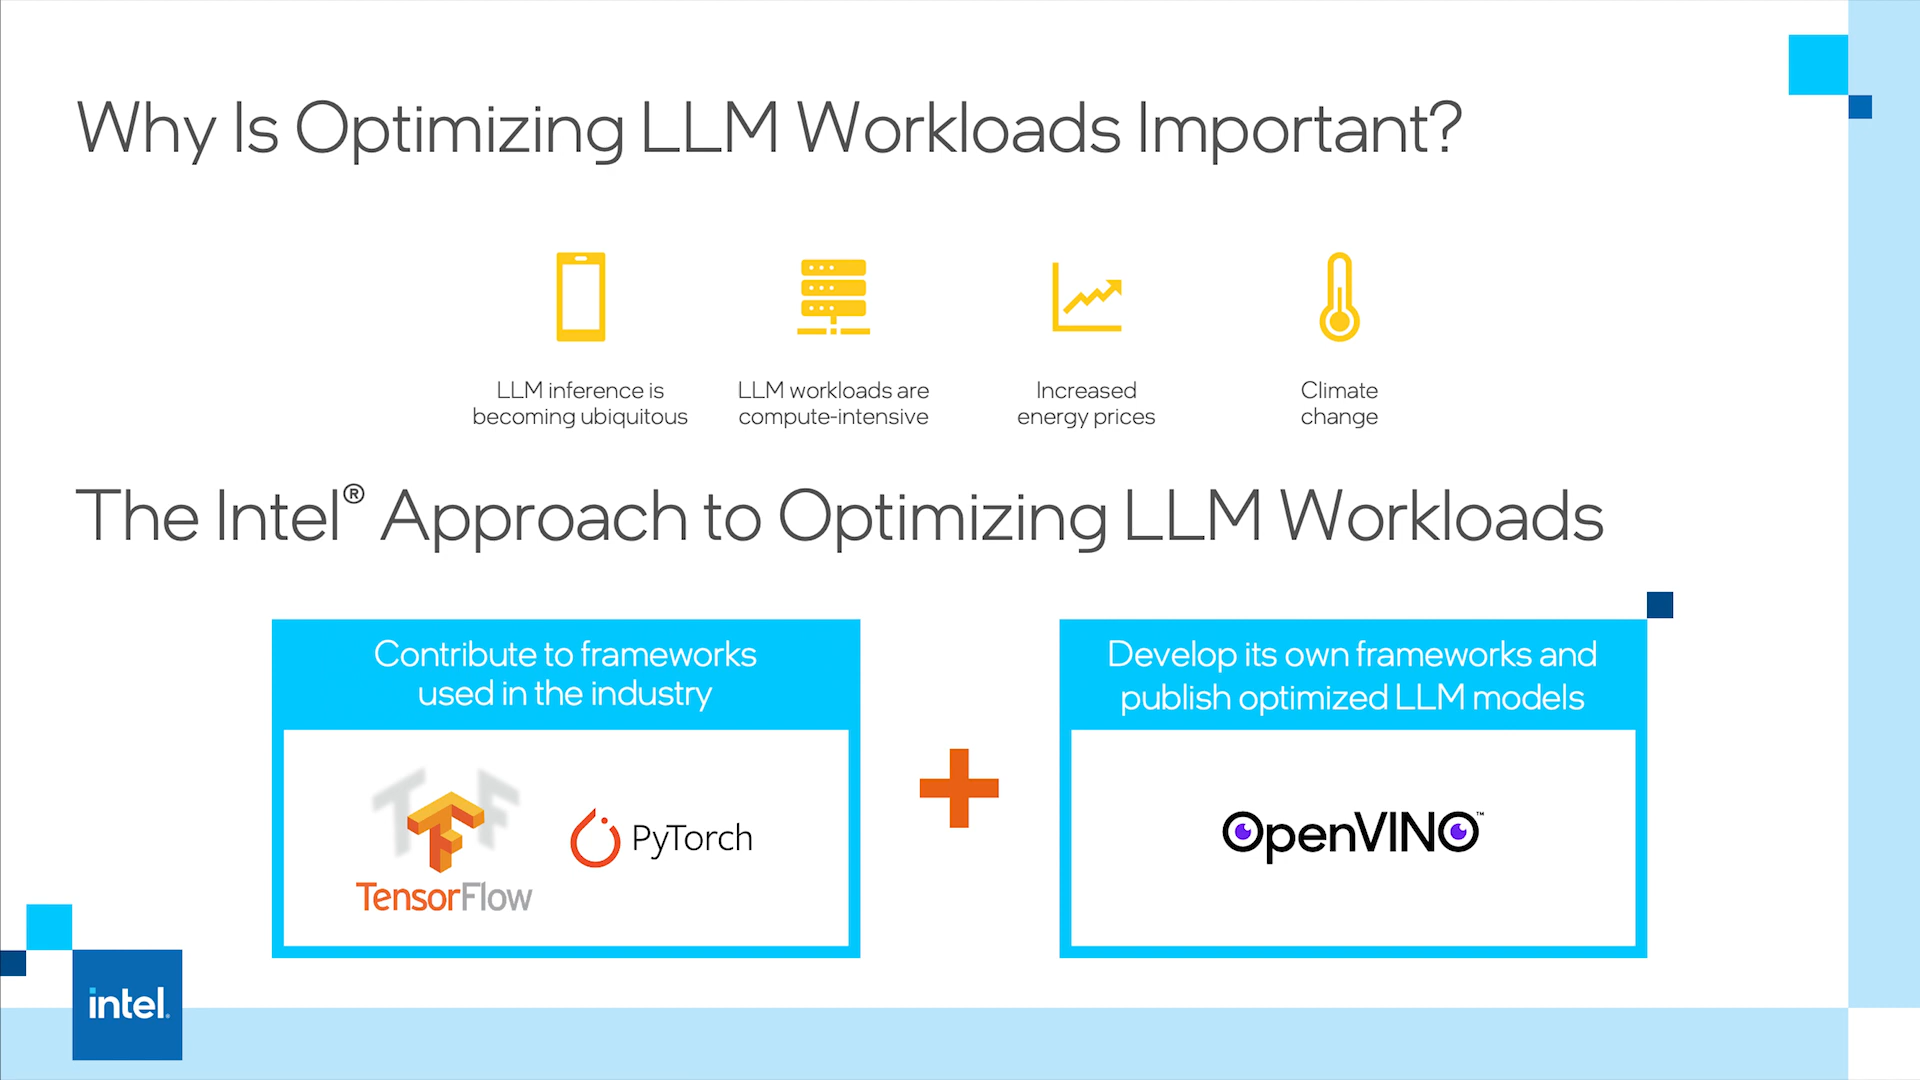 Why Is Optimizing LLM Workloads Important?
LLM inference is
becoming ubiquitous
LLM workloads are
compute-intensive
Increased
energy prices
Climate
change
The Intel® Approach to Optimizing LLM Workloads
Contribute to frameworks
used in the industry
TensorFlow
PyTorch
Develop its own frameworks and
publish optimized LLM models
OpenVINO™
intel.